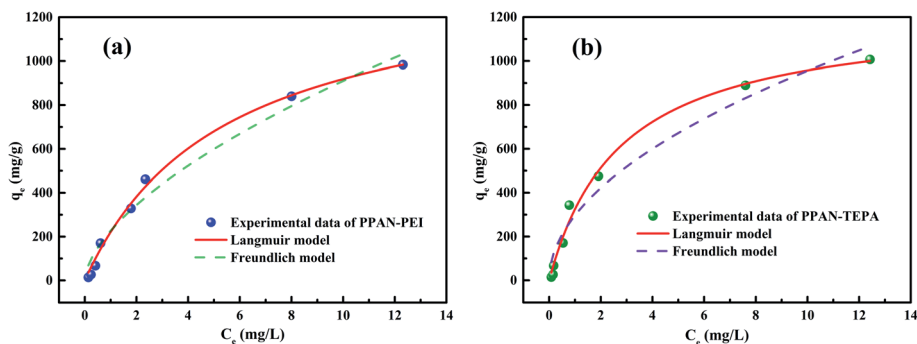 (a)
1200
1000
800
600
400
200
0
qe (mg/g)
Experimental data of PPAN-PEI
Langmuir model
Freundlich model
0 2 4 6 8 10 12 14
Ce (mg/L)
(b)
1200
1000
800
600
400
200
0
qe (mg/g)
Experimental data of PPAN-TEPA
Langmuir model
Freundlich model
0 2 4 6 8 10 12 14
Ce (mg/L)